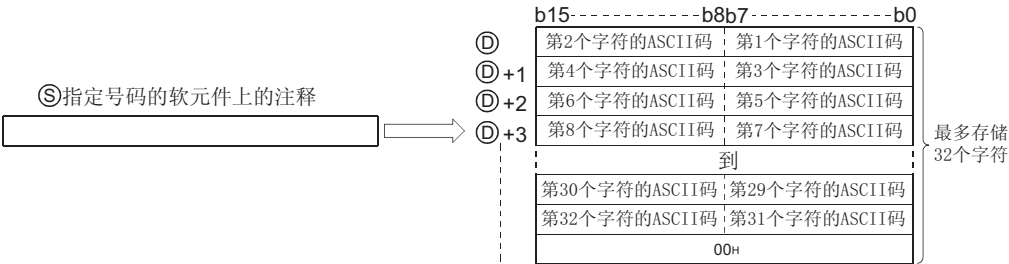 b15 b8 b7 b0
Ⓓ 第2个字符的ASCII码 第1个字符的ASCII码
Ⓓ+1 第4个字符的ASCII码 第3个字符的ASCII码
Ⓢ指定号码的软元件上的注释
Ⓓ+2 第6个字符的ASCII码 第5个字符的ASCII码
Ⓓ+3 第8个字符的ASCII码 第7个字符的ASCII码
最多存储
32个字符
到
第30个字符的ASCII码 第29个字符的ASCII码
第32个字符的ASCII码 第31个字符的ASCII码
00H